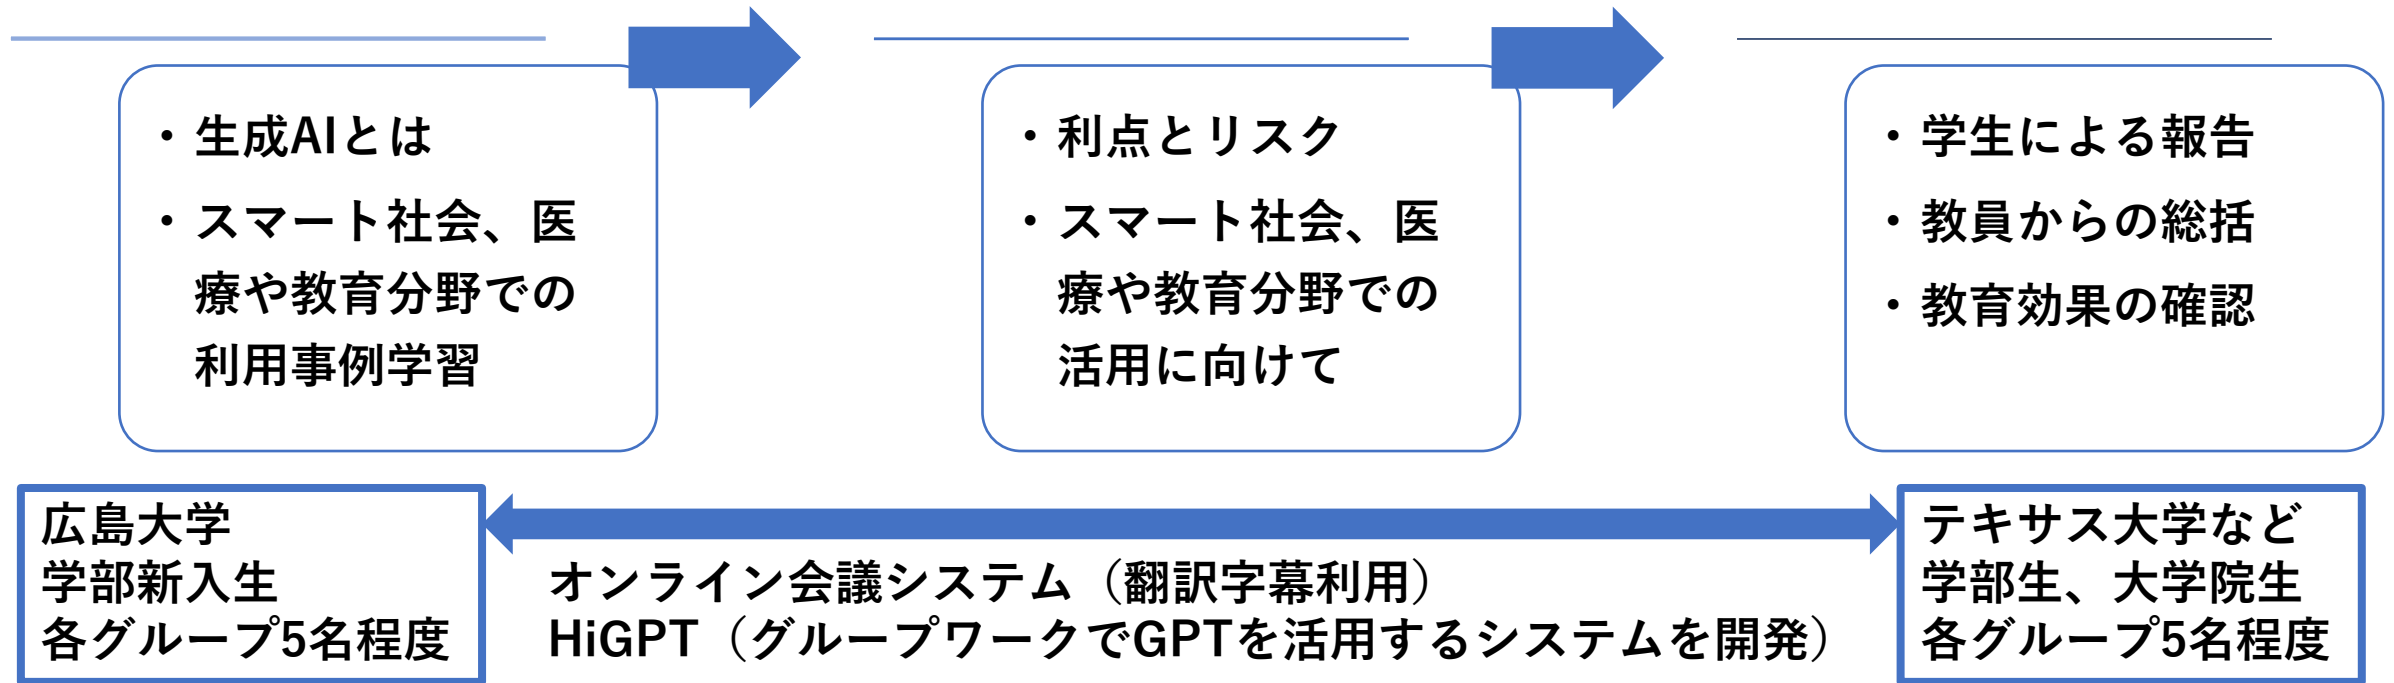 ・生成AIとは
・スマート社会、医
療や教育分野での
利用事例学習
・利点とリスク
・スマート社会、医
療や教育分野での
活用に向けて
・学生による報告
・教員からの総括
・教育効果の確認
広島大学
学部新入生
各グループ5名程度
オンライン会議システム（翻訳字幕利用）
HiGPT（グループワークでGPTを活用するシステムを開発）
テキサス大学など
学部生、大学院生
各グループ5名程度